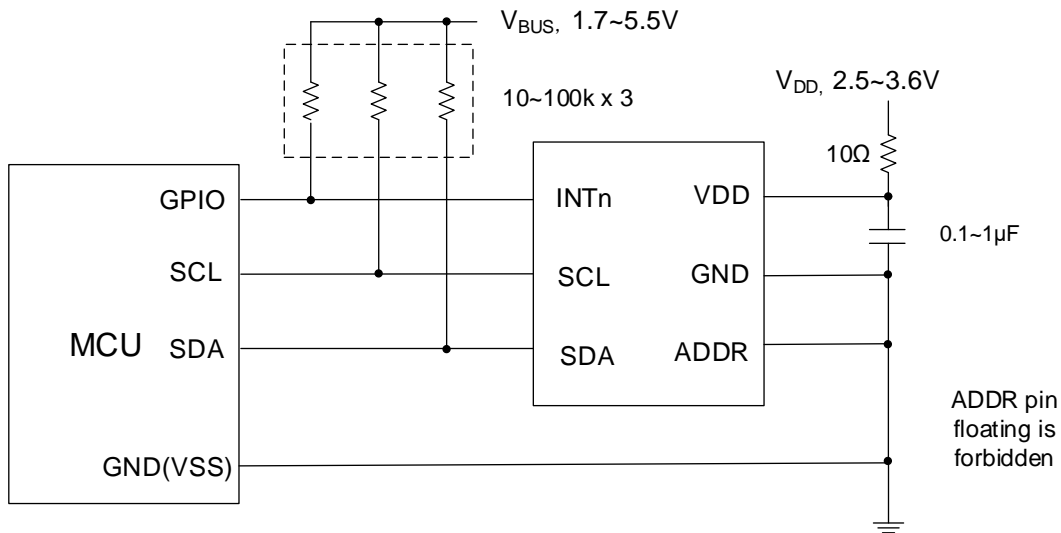 VBUS, 1.7~5.5V
10~100k x 3
VDD, 2.5~3.6V
10Ω
0.1~1µF
MCU
GPIO
SCL
SDA
GND(VSS)
INTn
SCL
SDA
VDD
GND
ADDR
ADDR pin
floating is
forbidden